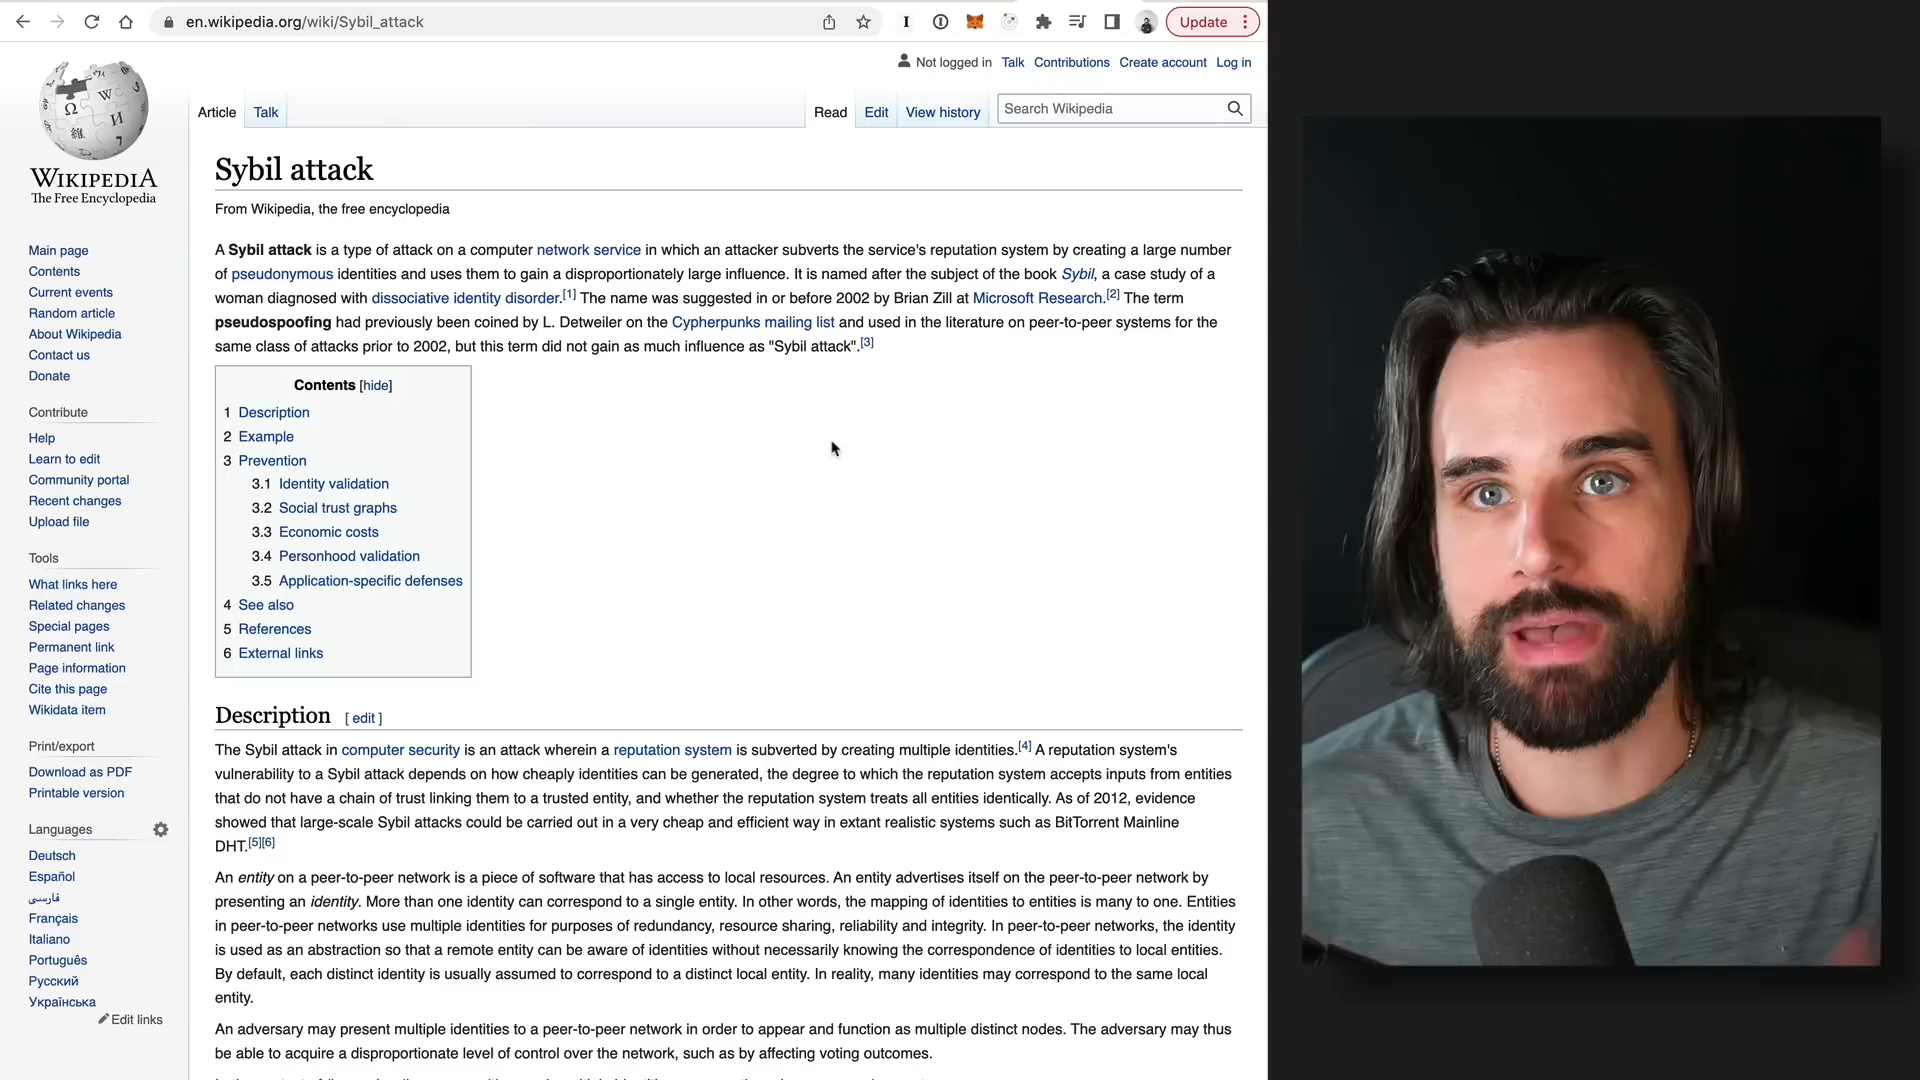 en.wikipedia.org/wiki/Sybil_attack
Update
Not logged in Talk Contributions Create account Log in
Article Talk
Read Edit View history
Search Wikipedia
WIKIPEDIA
The Free Encyclopedia
Main page
Contents
Current events
Random article
About Wikipedia
Contact us
Donate
Contribute
Help
Learn to edit
Community portal
Recent changes
Upload file
Tools
What links here
Related changes
Special pages
Permanent link
Page information
Cite this page
Wikidata item
Print/export
Download as PDF
Printable version
Languages
Deutsch
Español
فارسی
Français
Italiano
Português
Русский
Українська
Edit links
Sybil attack
From Wikipedia, the free encyclopedia
A Sybil attack is a type of attack on a computer network service in which an attacker subverts the service's reputation system by creating a large number
of pseudonymous identities and uses them to gain a disproportionately large influence. It is named after the subject of the book Sybil, a case study of a
woman diagnosed with dissociative identity disorder.[1] The name was suggested in or before 2002 by Brian Zill at Microsoft Research.[2] The term
pseudospoofing had previously been coined by L. Detweiler on the Cypherpunks mailing list and used in the literature on peer-to-peer systems for the
same class of attacks prior to 2002, but this term did not gain as much influence as "Sybil attack".[3]
Contents [hide]
1 Description
2 Example
3 Prevention
3.1 Identity validation
3.2 Social trust graphs
3.3 Economic costs
3.4 Personhood validation
3.5 Application-specific defenses
4 See also
5 References
6 External links
Description [ edit ]
The Sybil attack in computer security is an attack wherein a reputation system is subverted by creating multiple identities.[4] A reputation system's
vulnerability to a Sybil attack depends on how cheaply identities can be generated, the degree to which the reputation system accepts inputs from entities
that do not have a chain of trust linking them to a trusted entity, and whether the reputation system treats all entities identically. As of 2012, evidence
showed that large-scale Sybil attacks could be carried out in a very cheap and efficient way in extant realistic systems such as BitTorrent Mainline
DHT.[5][6]
An entity on a peer-to-peer network is a piece of software that has access to local resources. An entity advertises itself on the peer-to-peer network by
presenting an identity. More than one identity can correspond to a single entity. In other words, the mapping of identities to entities is many to one. Entities
in peer-to-peer networks use multiple identities for purposes of redundancy, resource sharing, reliability and integrity. In peer-to-peer networks, the identity
is used as an abstraction so that a remote entity can be aware of identities without necessarily knowing the correspondence of identities to local entities.
By default, each distinct identity is usually assumed to correspond to a distinct local entity. In reality, many identities may correspond to the same local
entity.
An adversary may present multiple identities to a peer-to-peer network in order to appear and function as multiple distinct nodes. The adversary may thus
be able to acquire a disproportionate level of control over the network, such as by affecting voting outcomes.